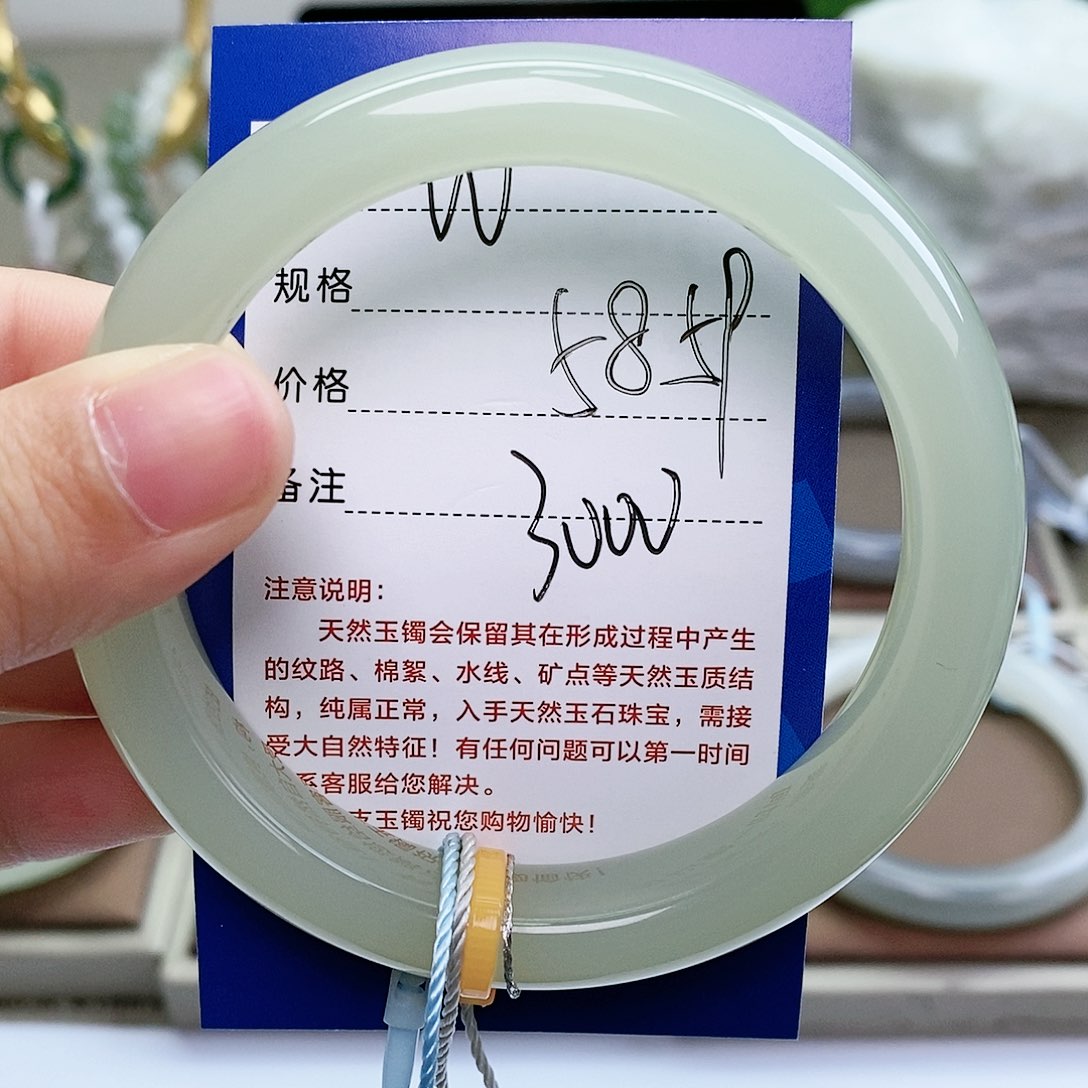 规格 58
价格
备注 3000
注意说明：
天然玉镯会保留其在形成过程中产生
的纹路、棉絮、水线、矿点等天然玉质结
构，纯属正常，入手天然玉石珠宝，需接
受大自然特征！有任何问题可以第一时间
系客服给您解决。
玉镯祝您购物愉快！